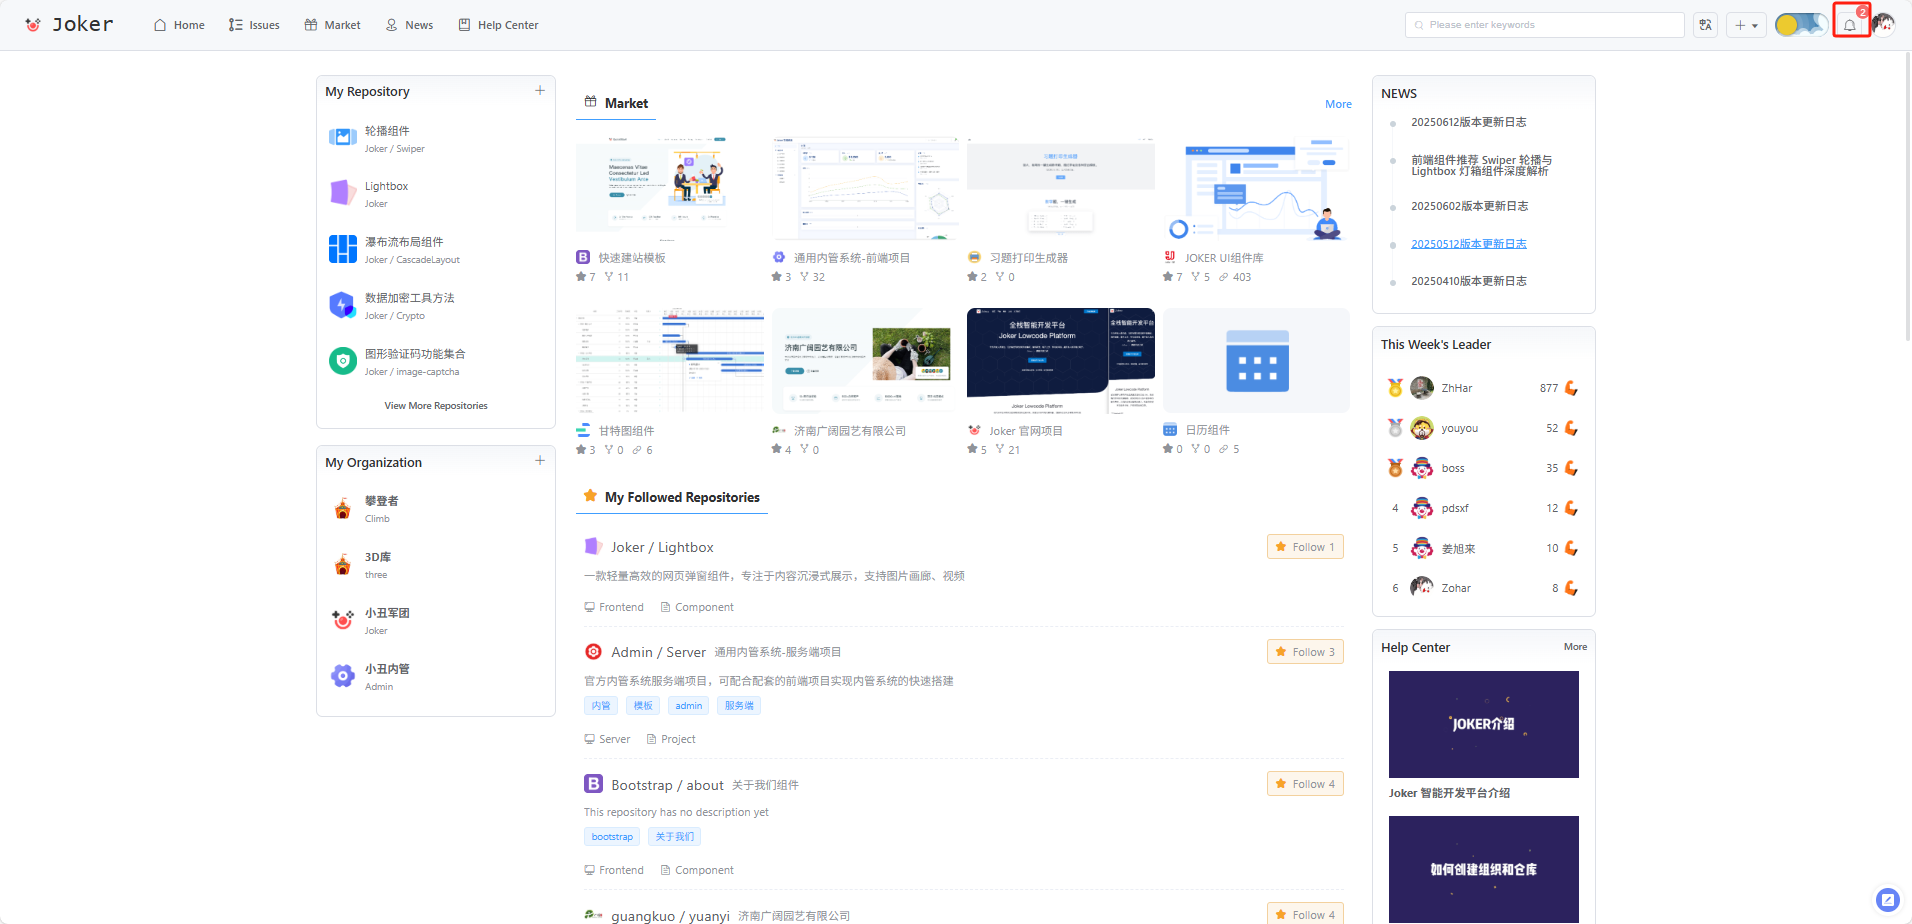 Joker
Home
Issues
Market
News
Help Center
Please enter keywords
2
My Repository
轮播组件
Joker / Swiper
Lightbox
Joker
瀑布流布局组件
Joker / CascadeLayout
数据加密工具方法
Joker / Crypto
图形验证码功能集合
Joker / image-captcha
View More Repositories
My Organization
攀登者
Climb
3D库
three
小丑军团
Joker
小丑内管
Admin
Market
More
快速建站模板
7 11
通用内管系统-前端项目
3 32
习题打印生成器
2 0
JOKER UI组件库
7 5 403
济南广阔园艺有限公司
全栈智能开发平台
Joker Lowcode Platform
甘特图组件
3 0 6
济南广阔园艺有限公司
4 0
Joker 官网项目
5 21
日历组件
0 0 5
My Followed Repositories
Joker / Lightbox
Follow 1
一款轻量高效的网页弹窗组件，专注于内容沉浸式展示，支持图片画廊、视频
Frontend
Component
Admin / Server 通用内管系统-服务端项目
Follow 3
官方内管系统服务端项目，可配合配套的前端项目实现内管系统的快速搭建
内管
模板
admin
服务端
Server
Project
Bootstrap / about 关于我们组件
Follow 4
This repository has no description yet
bootstrap
关于我们
Frontend
Component
guangkuo / yuanyi 济南广阔园艺有限公司
Follow 4
NEWS
20250612版本更新日志
前端组件推荐 Swiper 轮播与
Lightbox 灯箱组件深度解析
20250602版本更新日志
20250512版本更新日志
20250410版本更新日志
This Week's Leader
ZhHar 877
youyou 52
boss 35
4 pdsxf 12
5 姜旭来 10
6 Zohar 8
Help Center
More
JOKER介绍
Joker 智能开发平台介绍
如何创建组织和仓库